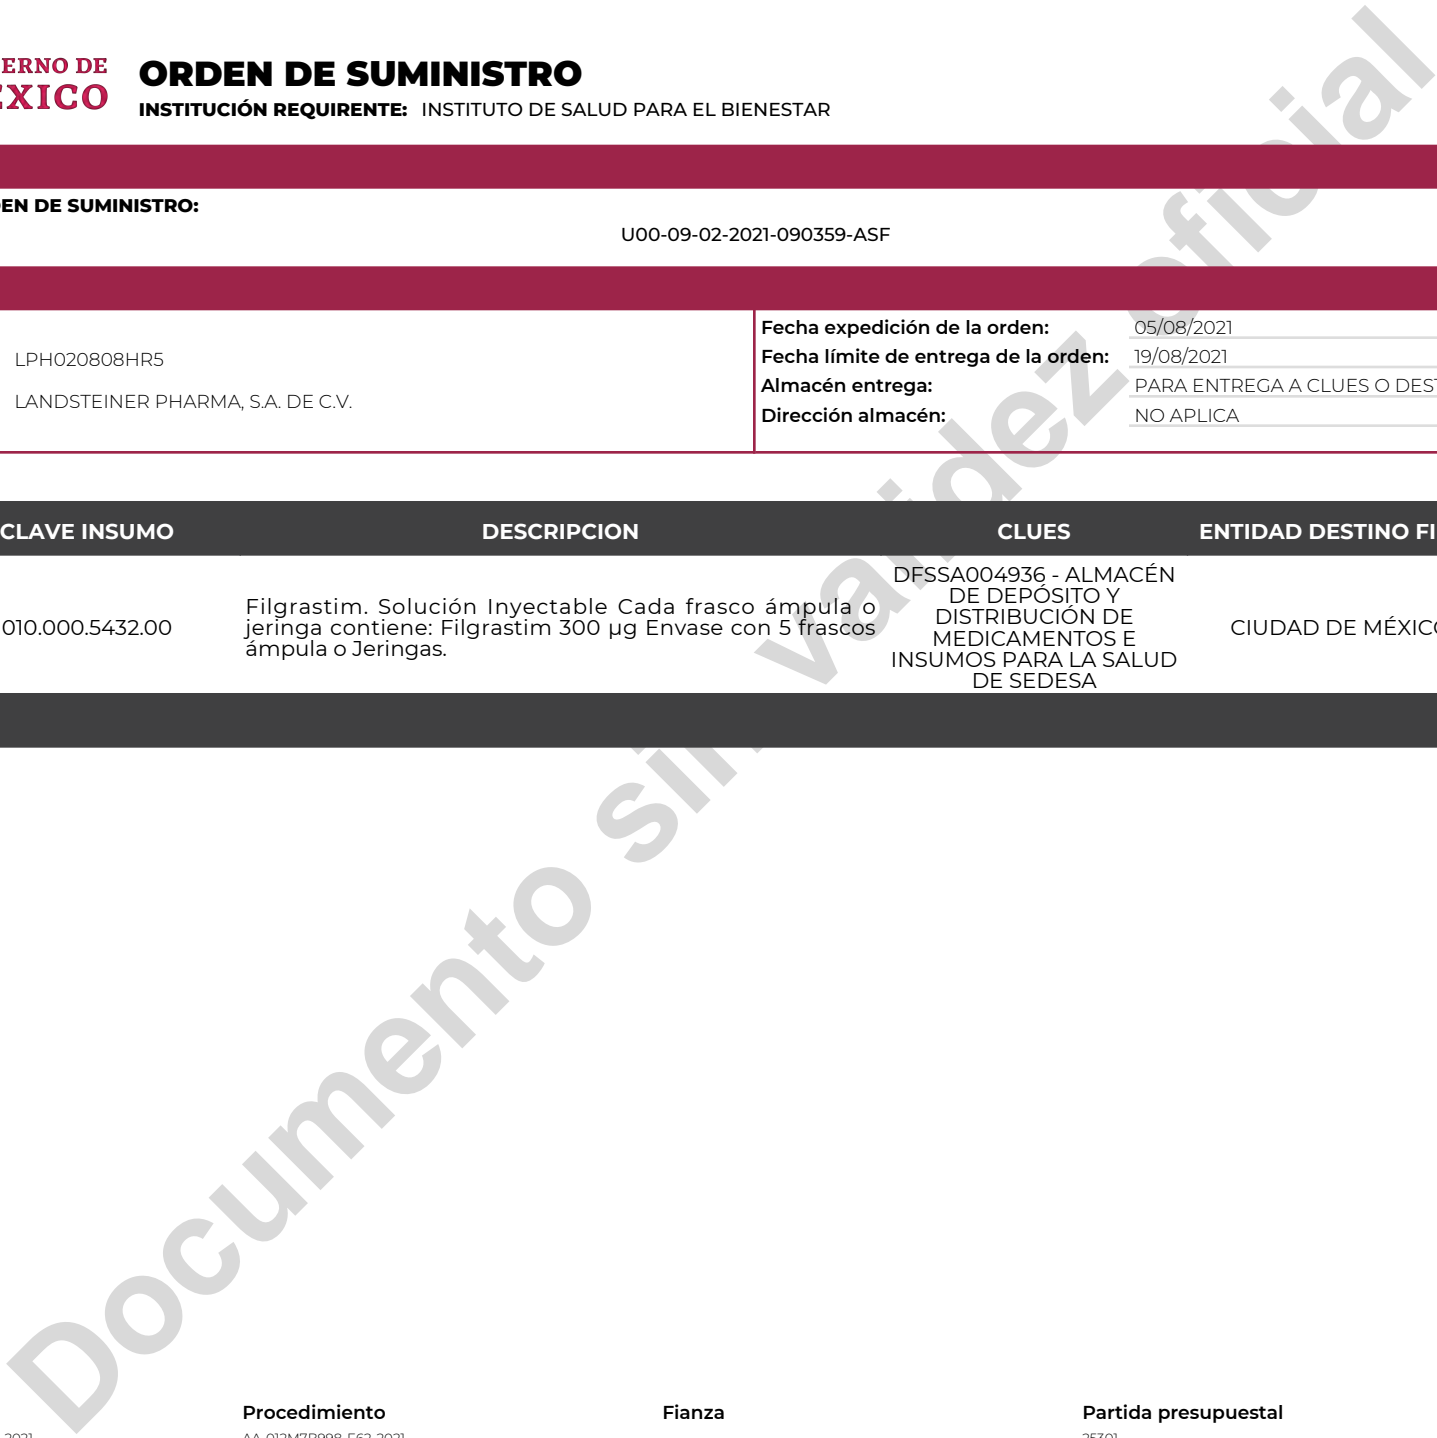 ERNO DE
ÉXICO
ORDEN DE SUMINISTRO
INSTITUCIÓN REQUIRENTE: INSTITUTO DE SALUD PARA EL BIENESTAR
EN DE SUMINISTRO:
U00-09-02-2021-090359-ASF
LPH020808HR5
LANDSTEINER PHARMA, S.A. DE C.V.
Fecha expedición de la orden: 05/08/2021
Fecha límite de entrega de la orden: 19/08/2021
Almacén entrega: PARA ENTREGA A CLUES O DEST
Dirección almacén: NO APLICA
CLAVE INSUMO DESCRIPCION CLUES ENTIDAD DESTINO FI
010.000.5432.00
Filgrastim. Solución Inyectable Cada frasco ámpula o
jeringa contiene: Filgrastim 300 µg Envase con 5 frascos
ámpula o Jeringas.
DFSSA004936 - ALMACÉN
DE DEPÓSITO Y
DISTRIBUCIÓN DE
MEDICAMENTOS E
INSUMOS PARA LA SALUD
DE SEDESA
CIUDAD DE MÉXICO
Documento sin validez oficial
Procedimiento Fianza Partida presupuestal